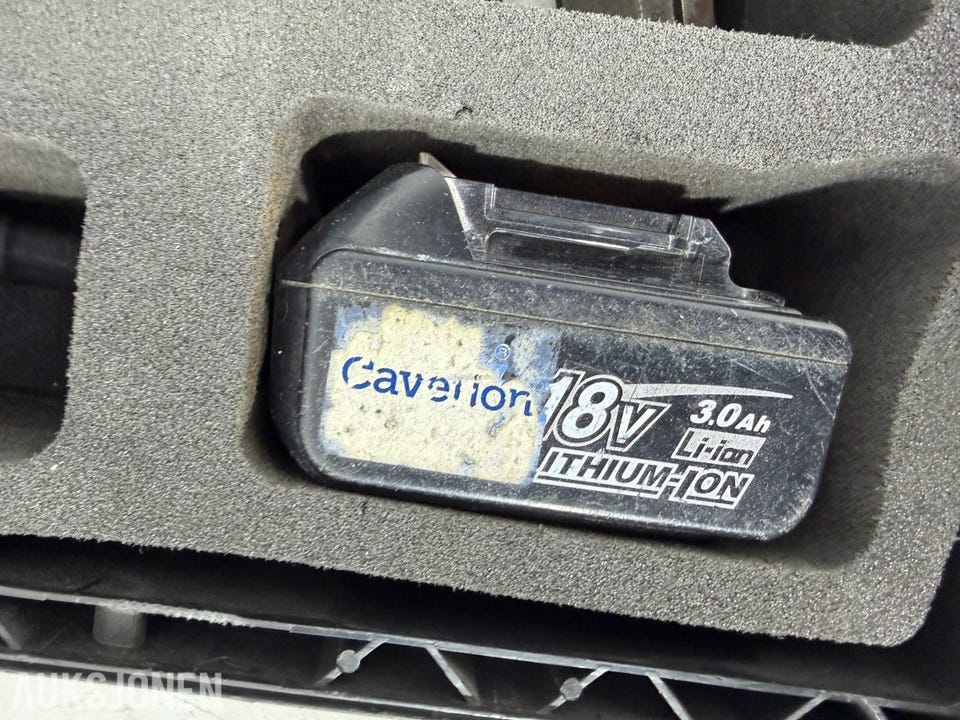 Caverion
18V
3.0Ah
Li-ion
LITHIUM-ION
AUKSJONEN